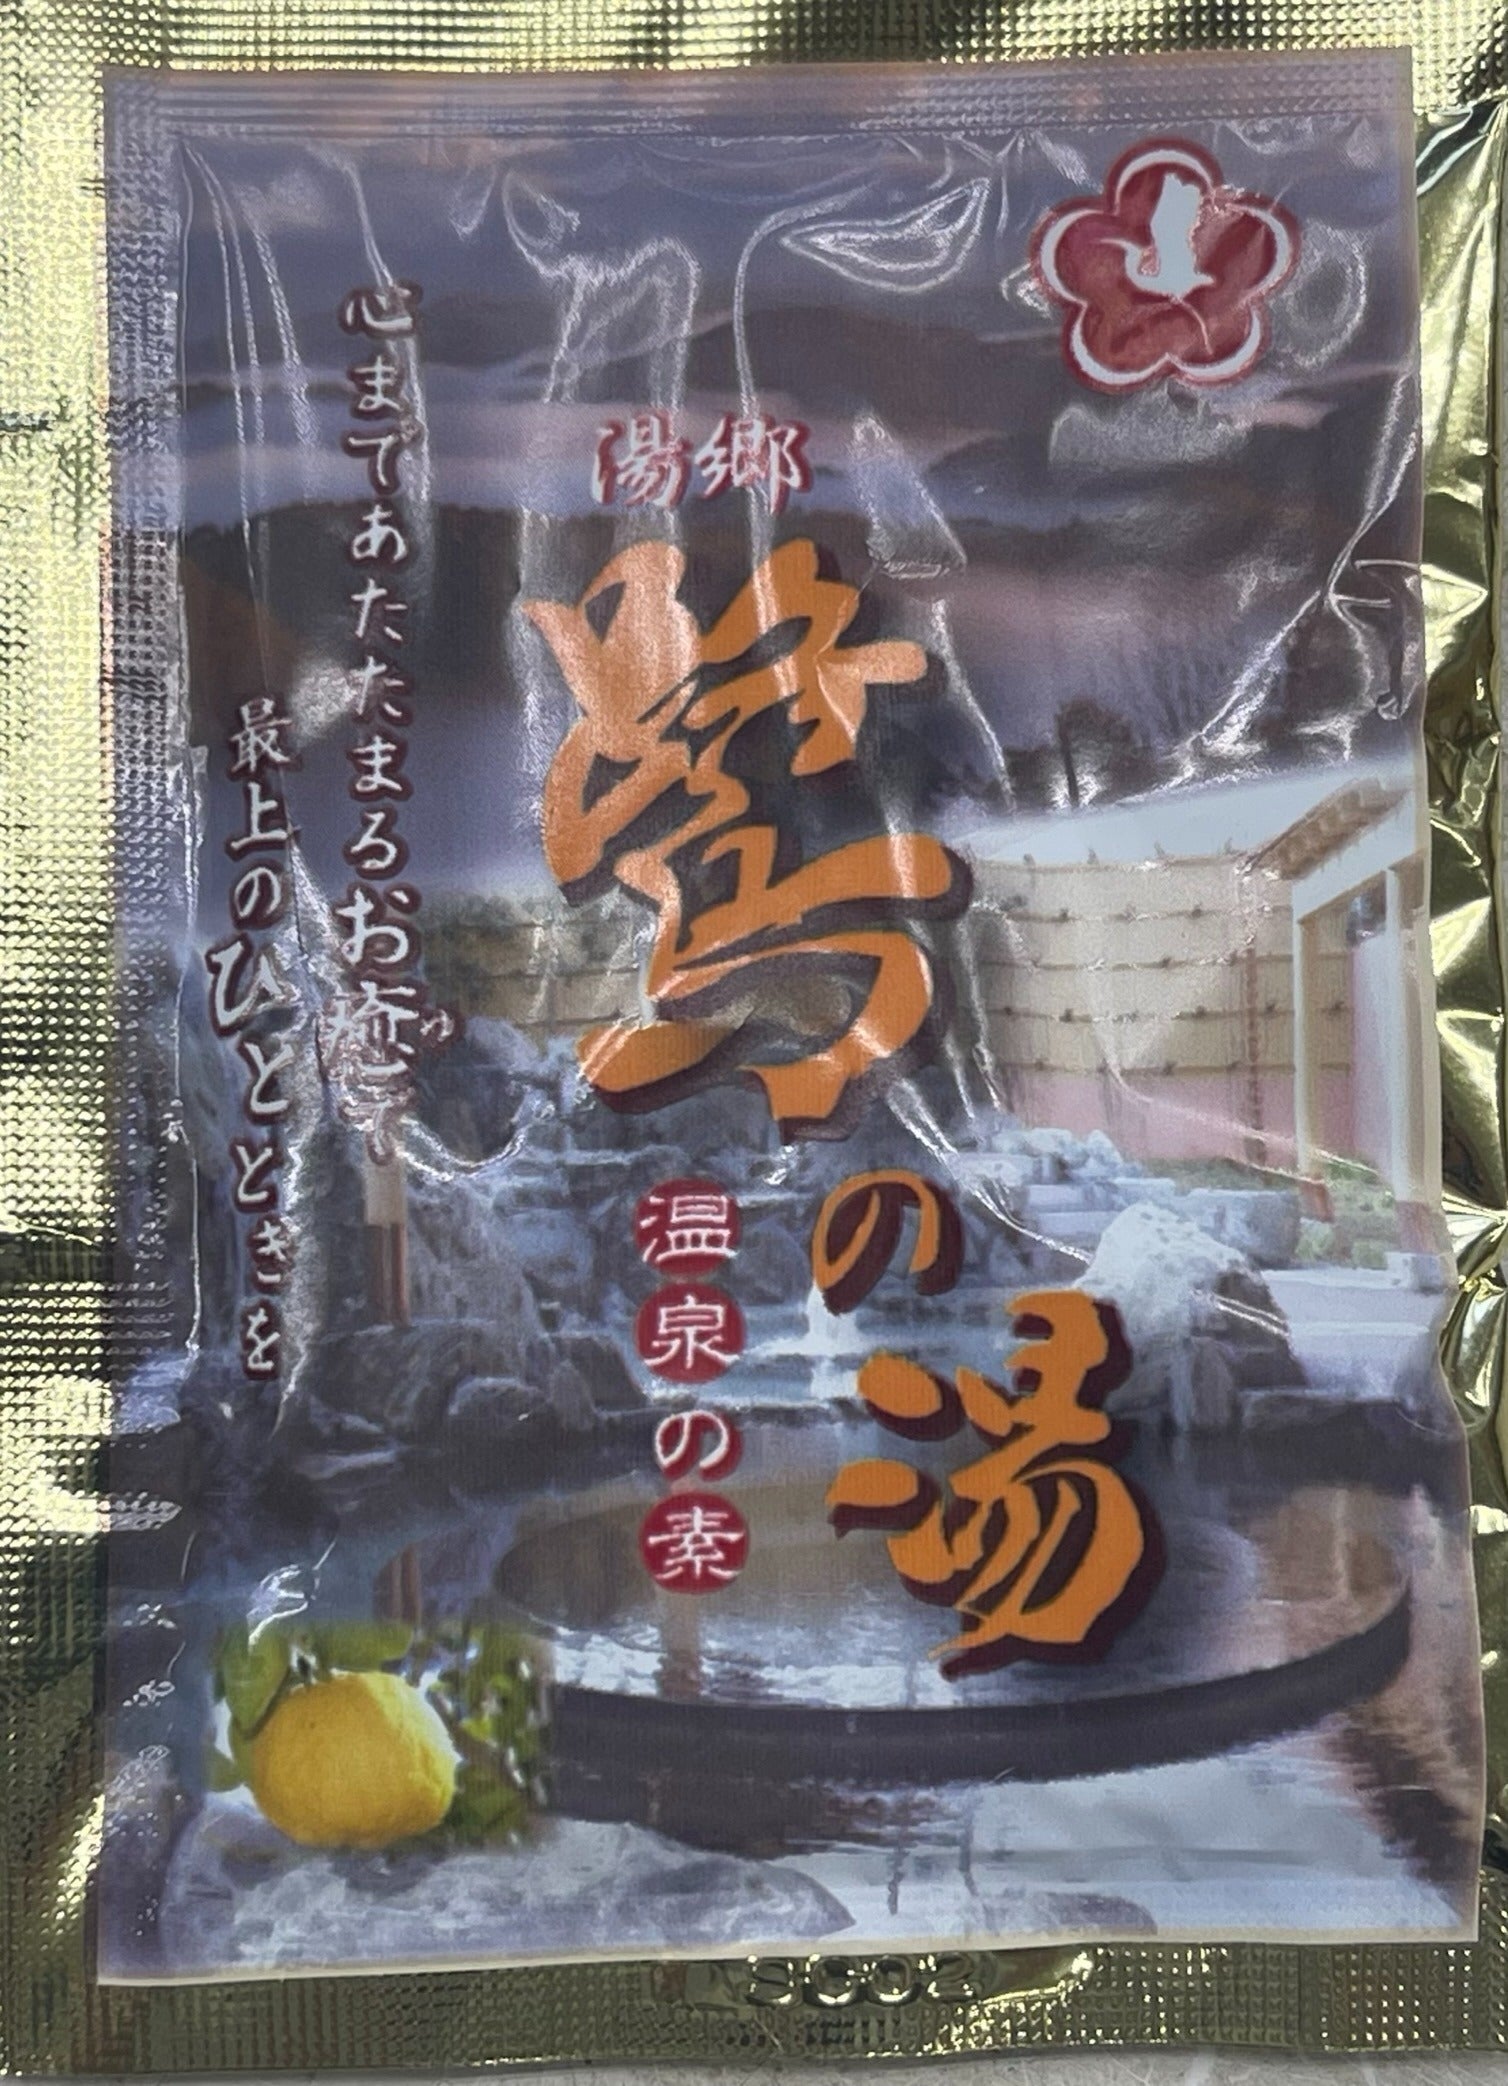 湯郷
鷺の湯
温泉の素
心まであたたまるお癒で
最上のひとときを